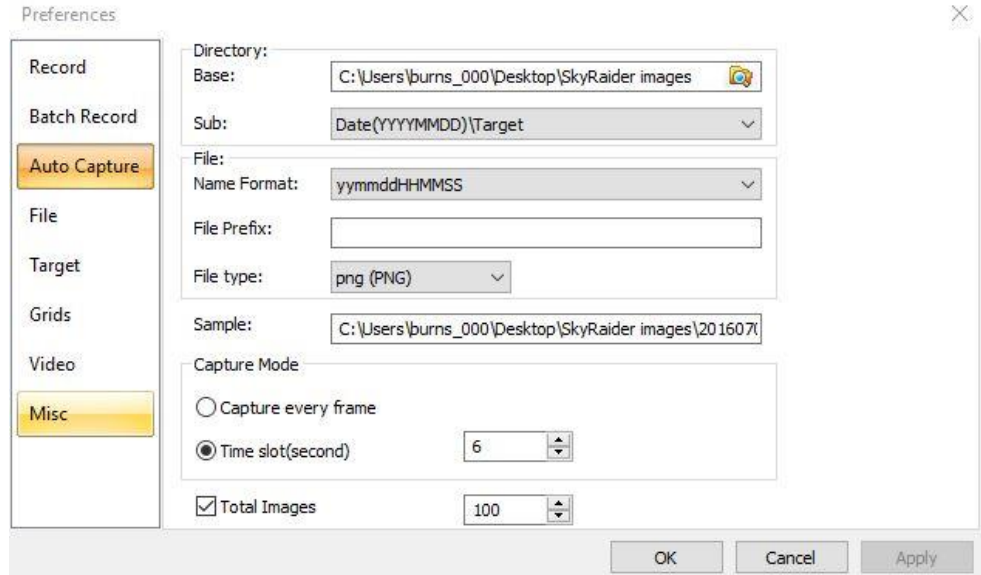 Preferences
Record
Batch Record
Auto Capture
File
Target
Grids
Video
Misc
Directory:
Base: C:\Users\burns_000\Desktop\SkyRaider images
Sub: Date(YYYYMMDD)\Target
File:
Name Format: yymmddHHMMSS
File Prefix:
File type: png (PNG)
Sample: C:\Users\burns_000\Desktop\SkyRaider images\2016070
Capture Mode
Capture every frame
Time slot(second) 6
Total Images 100
OK Cancel Apply